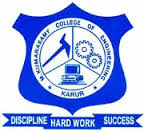 M.KUMARASAMY COLLEGE OF ENGINEERING
KARUR
DISCIPLINE HARD WORK SUCCESS